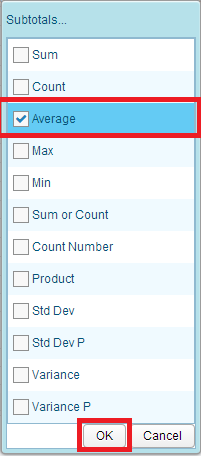 Subtotals...
Sum
Count
Average
Max
Min
Sum or Count
Count Number
Product
Std Dev
Std Dev P
Variance
Variance P
OK Cancel